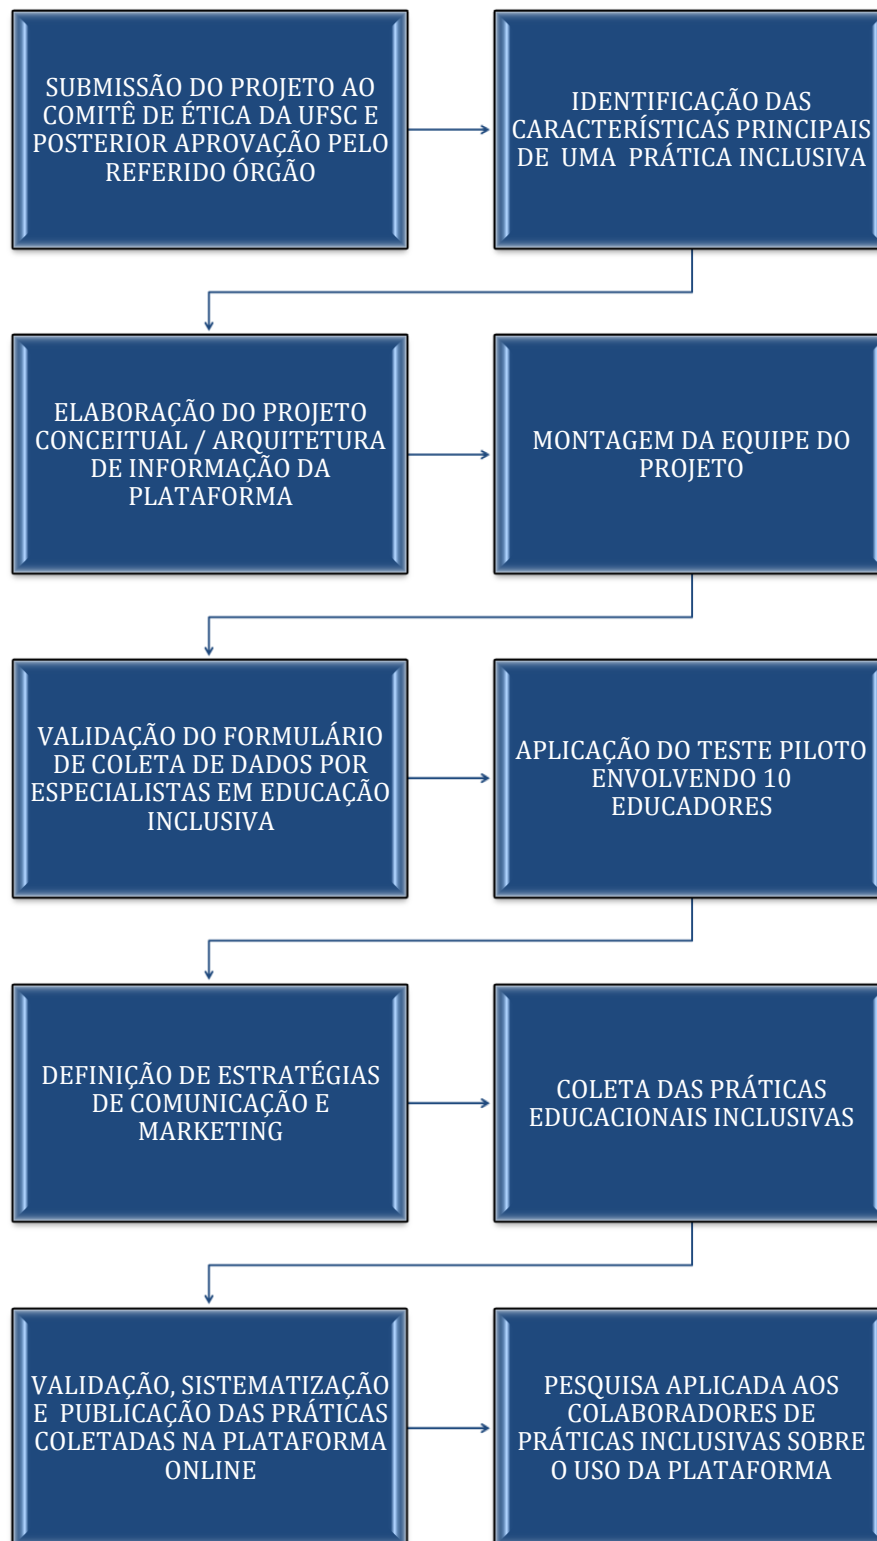 SUBMISSÃO DO PROJETO AO
COMITÊ DE ÉTICA DA UFSC E
POSTERIOR APROVAÇÃO PELO
REFERIDO ÓRGÃO
IDENTIFICAÇÃO DAS
CARACTERÍSTICAS PRINCIPAIS
DE UMA PRÁTICA INCLUSIVA
ELABORAÇÃO DO PROJETO
CONCEITUAL / ARQUITETURA
DE INFORMAÇÃO DA
PLATAFORMA
MONTAGEM DA EQUIPE DO
PROJETO
VALIDAÇÃO DO FORMULÁRIO
DE COLETA DE DADOS POR
ESPECIALISTAS EM EDUCAÇÃO
INCLUSIVA
APLICAÇÃO DO TESTE PILOTO
ENVOLVENDO 10
EDUCADORES
DEFINIÇÃO DE ESTRATÉGIAS
DE COMUNICAÇÃO E
MARKETING
COLETA DAS PRÁTICAS
EDUCACIONAIS INCLUSIVAS
VALIDAÇÃO, SISTEMATIZAÇÃO
E PUBLICAÇÃO DAS PRÁTICAS
COLETADAS NA PLATAFORMA
ONLINE
PESQUISA APLICADA AOS
COLABORADORES DE
PRÁTICAS INCLUSIVAS SOBRE
O USO DA PLATAFORMA